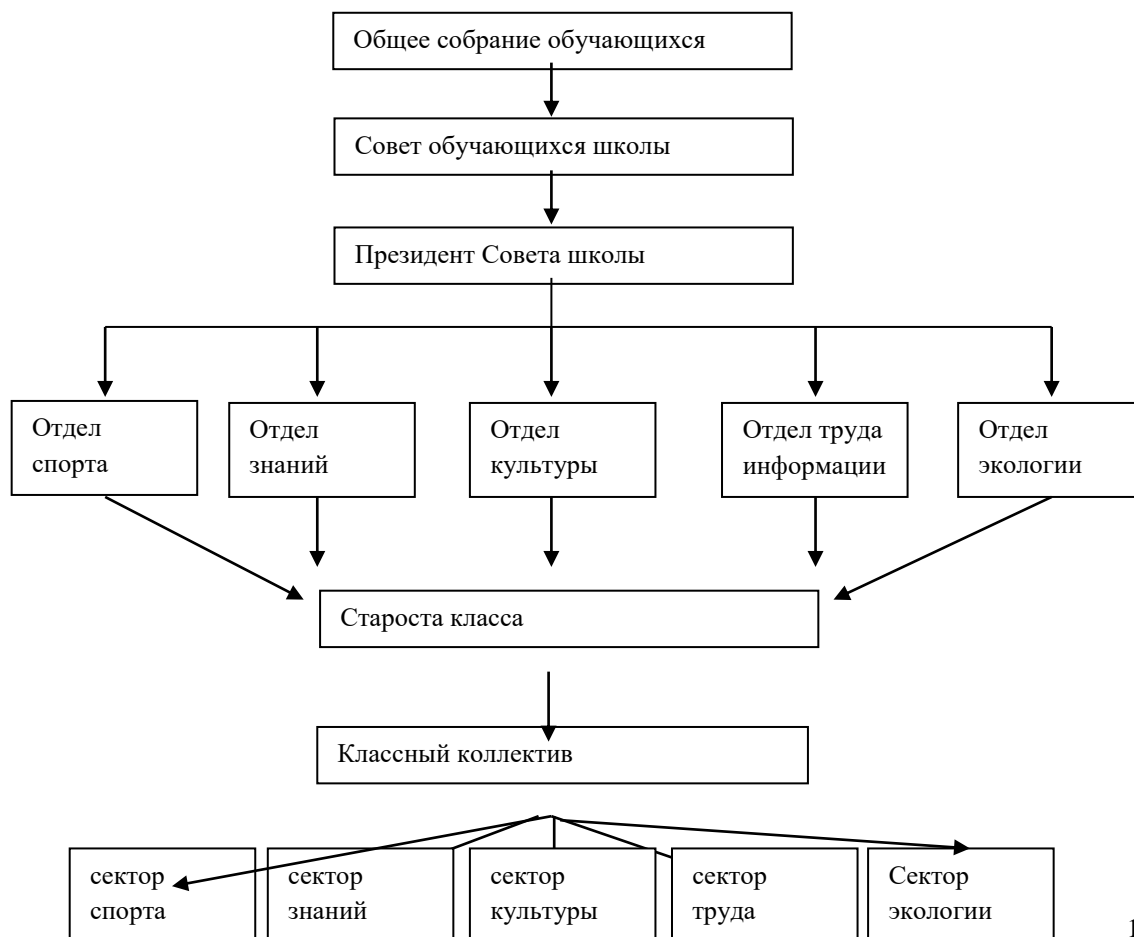 Общее собрание обучающихся
Совет обучающихся школы
Президент Совета школы
Отдел
спорта
Отдел
знаний
Отдел
культуры
Отдел труда
информации
Отдел
экологии
Староста класса
Классный коллектив
сектор
спорта
сектор
знаний
сектор
культуры
сектор
труда
Сектор
экологии
1